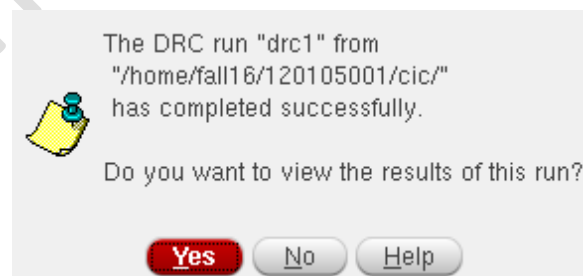 The DRC run "drc1" from
"/home/fall16/120105001/cic/"
has completed successfully.
Do you want to view the results of this run?
Yes No Help